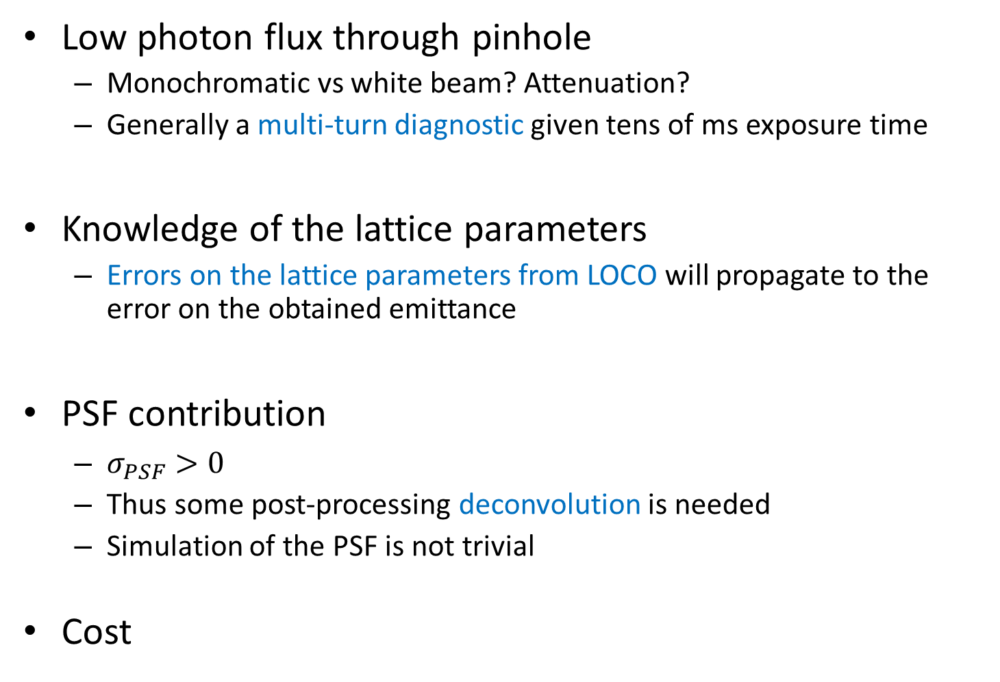 • Low photon flux through pinhole
– Monochromatic vs white beam? Attenuation?
– Generally a multi-turn diagnostic given tens of ms exposure time
• Knowledge of the lattice parameters
– Errors on the lattice parameters from LOCO will propagate to the
error on the obtained emittance
• PSF contribution
– σ_PSF > 0
– Thus some post-processing deconvolution is needed
– Simulation of the PSF is not trivial
• Cost